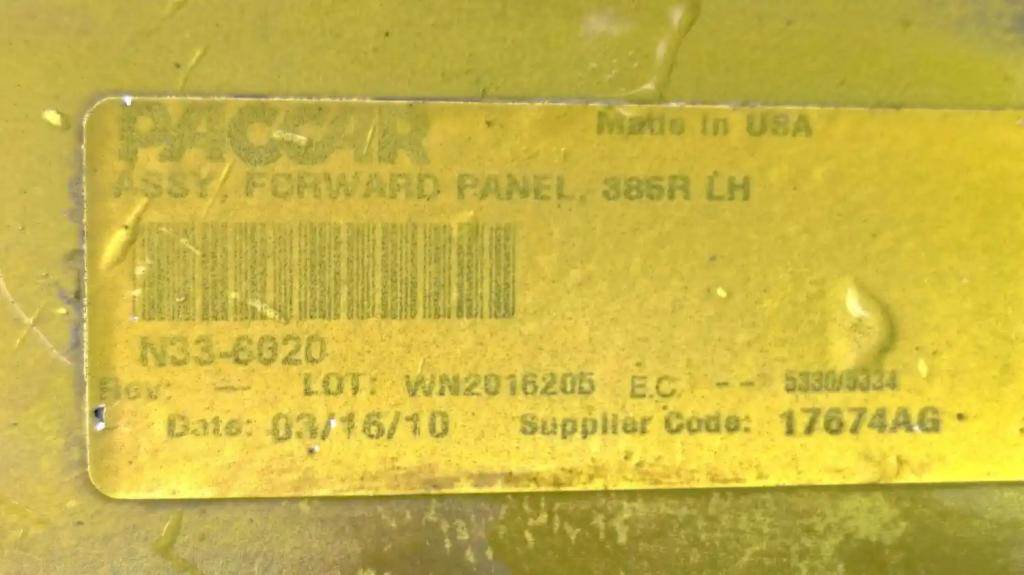 PACCAR
Made in USA
ASSY, FORWARD PANEL, 385R LH
N33-6020
Rev: — LOT: WN2016205 E.C. -- 5330/5334
Date: 03/16/10 Supplier Code: 17674AG